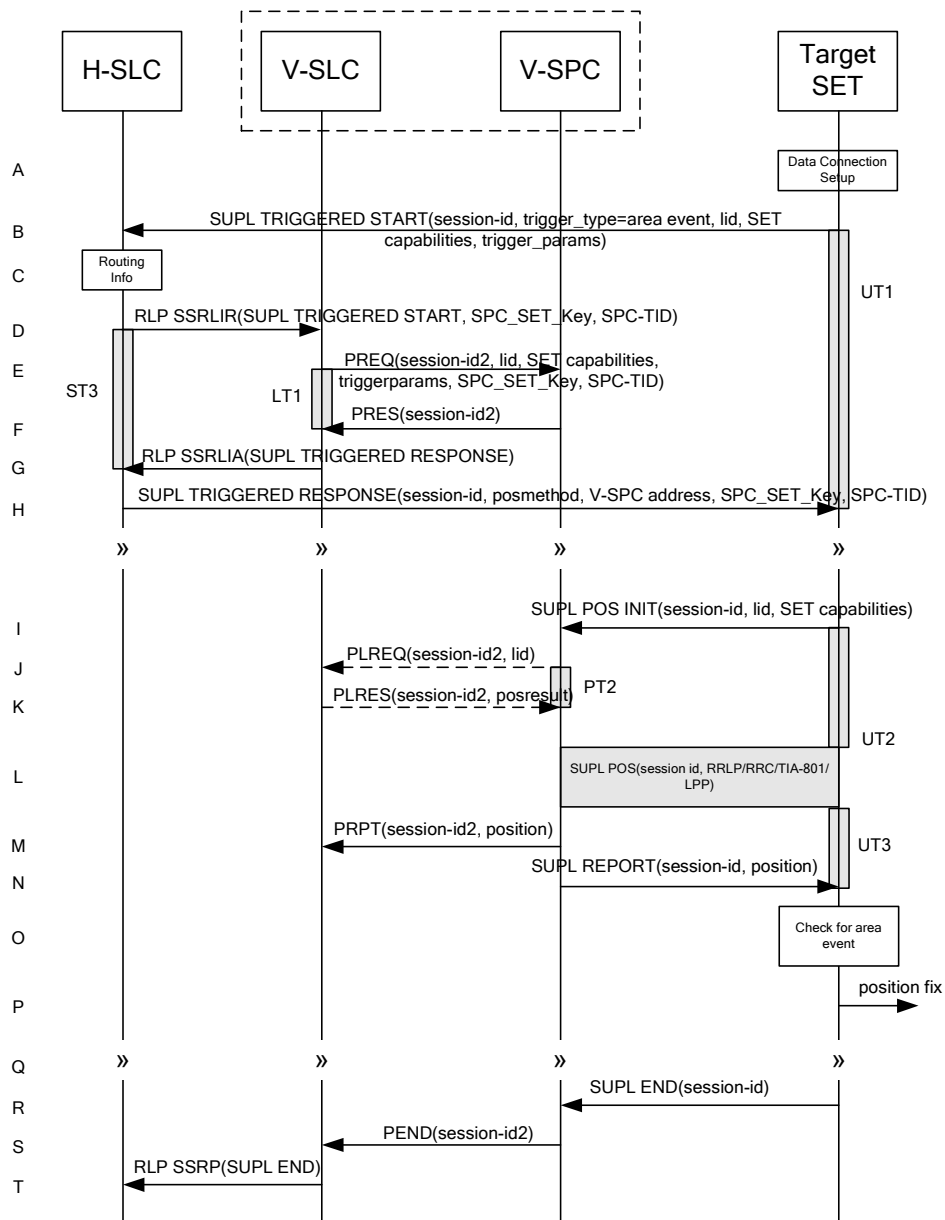 H-SLC
V-SLC
V-SPC
Target
SET
A
Data Connection
Setup
B
SUPL TRIGGERED START(session-id, trigger_type=area event, lid, SET
capabilities, trigger_params)
C
Routing
Info
UT1
D
RLP SSRLIR(SUPL TRIGGERED START, SPC_SET_Key, SPC-TID)
E
PREQ(session-id2, lid, SET capabilities,
triggerparams, SPC_SET_Key, SPC-TID)
ST3
LT1
F
PRES(session-id2)
G
RLP SSRLIA(SUPL TRIGGERED RESPONSE)
H
SUPL TRIGGERED RESPONSE(session-id, posmethod, V-SPC address, SPC_SET_Key, SPC-TID)
» » » »
I
SUPL POS INIT(session-id, lid, SET capabilities)
J
PLREQ(session-id2, lid)
PT2
K
PLRES(session-id2, posresult)
UT2
L
SUPL POS(session id, RRLP/RRC/TIA-801/
LPP)
M
PRPT(session-id2, position)
UT3
N
SUPL REPORT(session-id, position)
O
Check for area
event
P
position fix
Q
» » » »
R
SUPL END(session-id)
S
PEND(session-id2)
T
RLP SSRP(SUPL END)